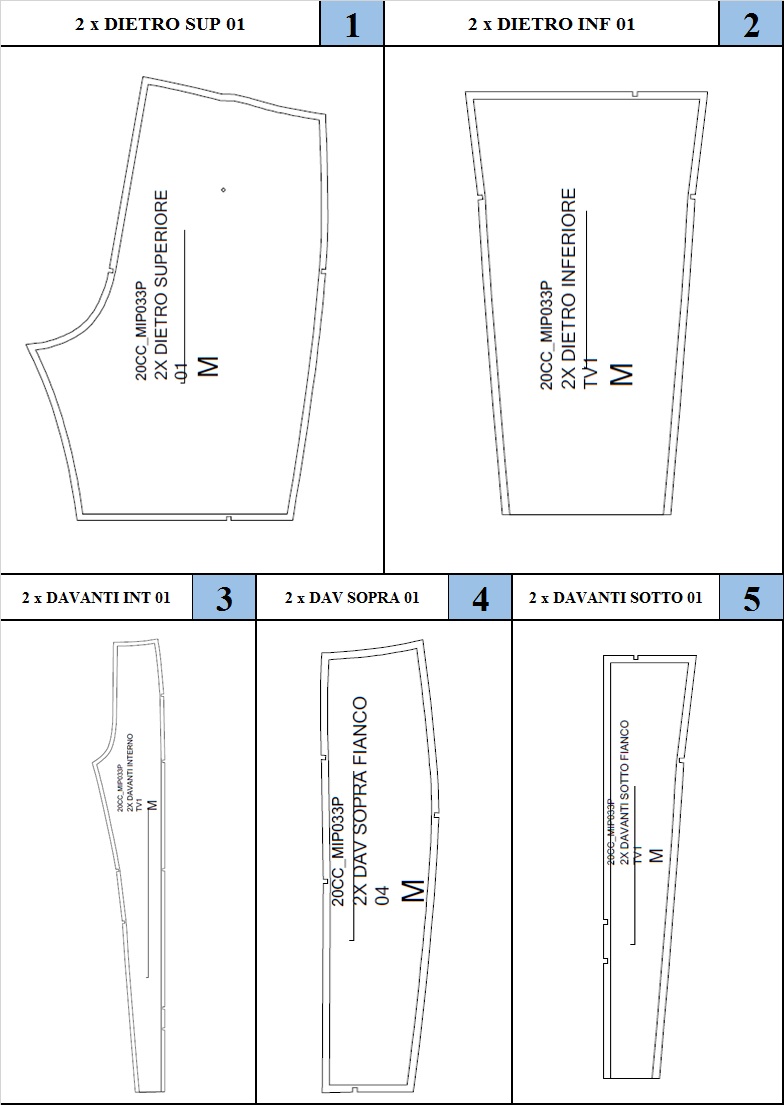 2 x DIETRO SUP 01
1
2 x DIETRO INF 01
2
20CC_MIP033P
2X DIETRO SUPERIORE
01
M
20CC_MIP033P
2X DIETRO INFERIORE
TV1
M
2 x DAVANTI INT 01
3
2 x DAV SOPRA 01
4
2 x DAVANTI SOTTO 01
5
20CC_MIP033P
2X DAVANTI INTERNO
TV1
M
20CC_MIP033P
2X DAV SOPRA FIANCO
04
M
20CC_MIP033P
2X DAVANTI SOTTO FIANCO
TV1
M